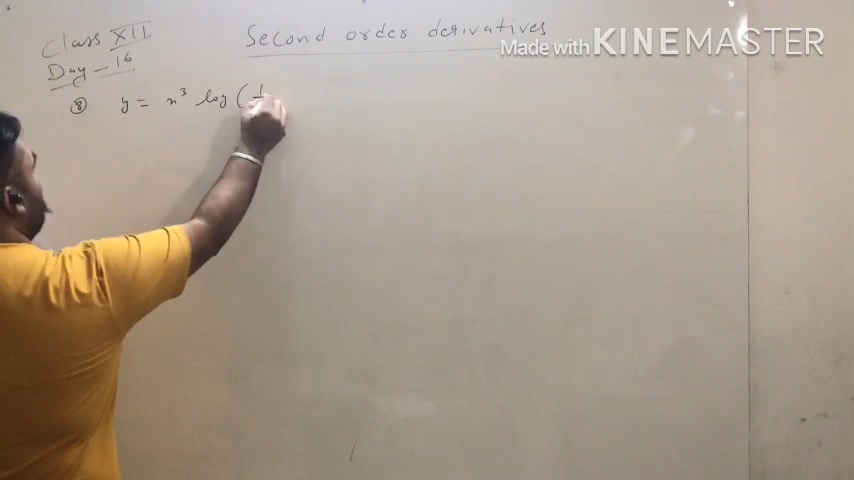 Class XII
Second order derivatives
Made with KINEMASTER
Day - 16
⑧ y = x³ log ( 1